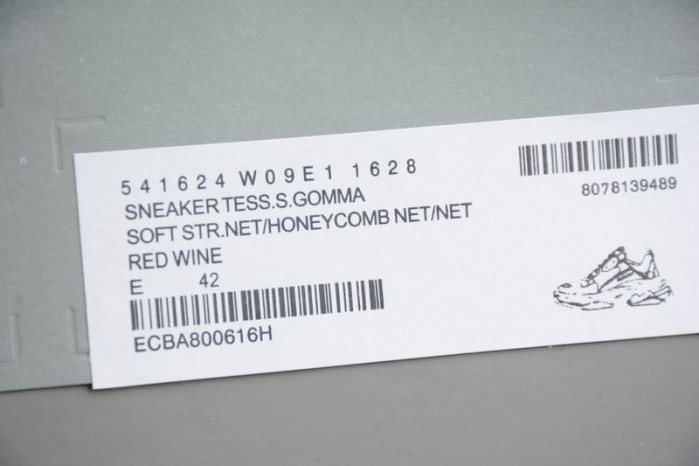 541624 W09E1 1628
SNEAKER TESS.S.GOMMA
SOFT STR.NET/HONEYCOMB NET/NET
RED WINE
E 42
ECBA800616H
8078139489